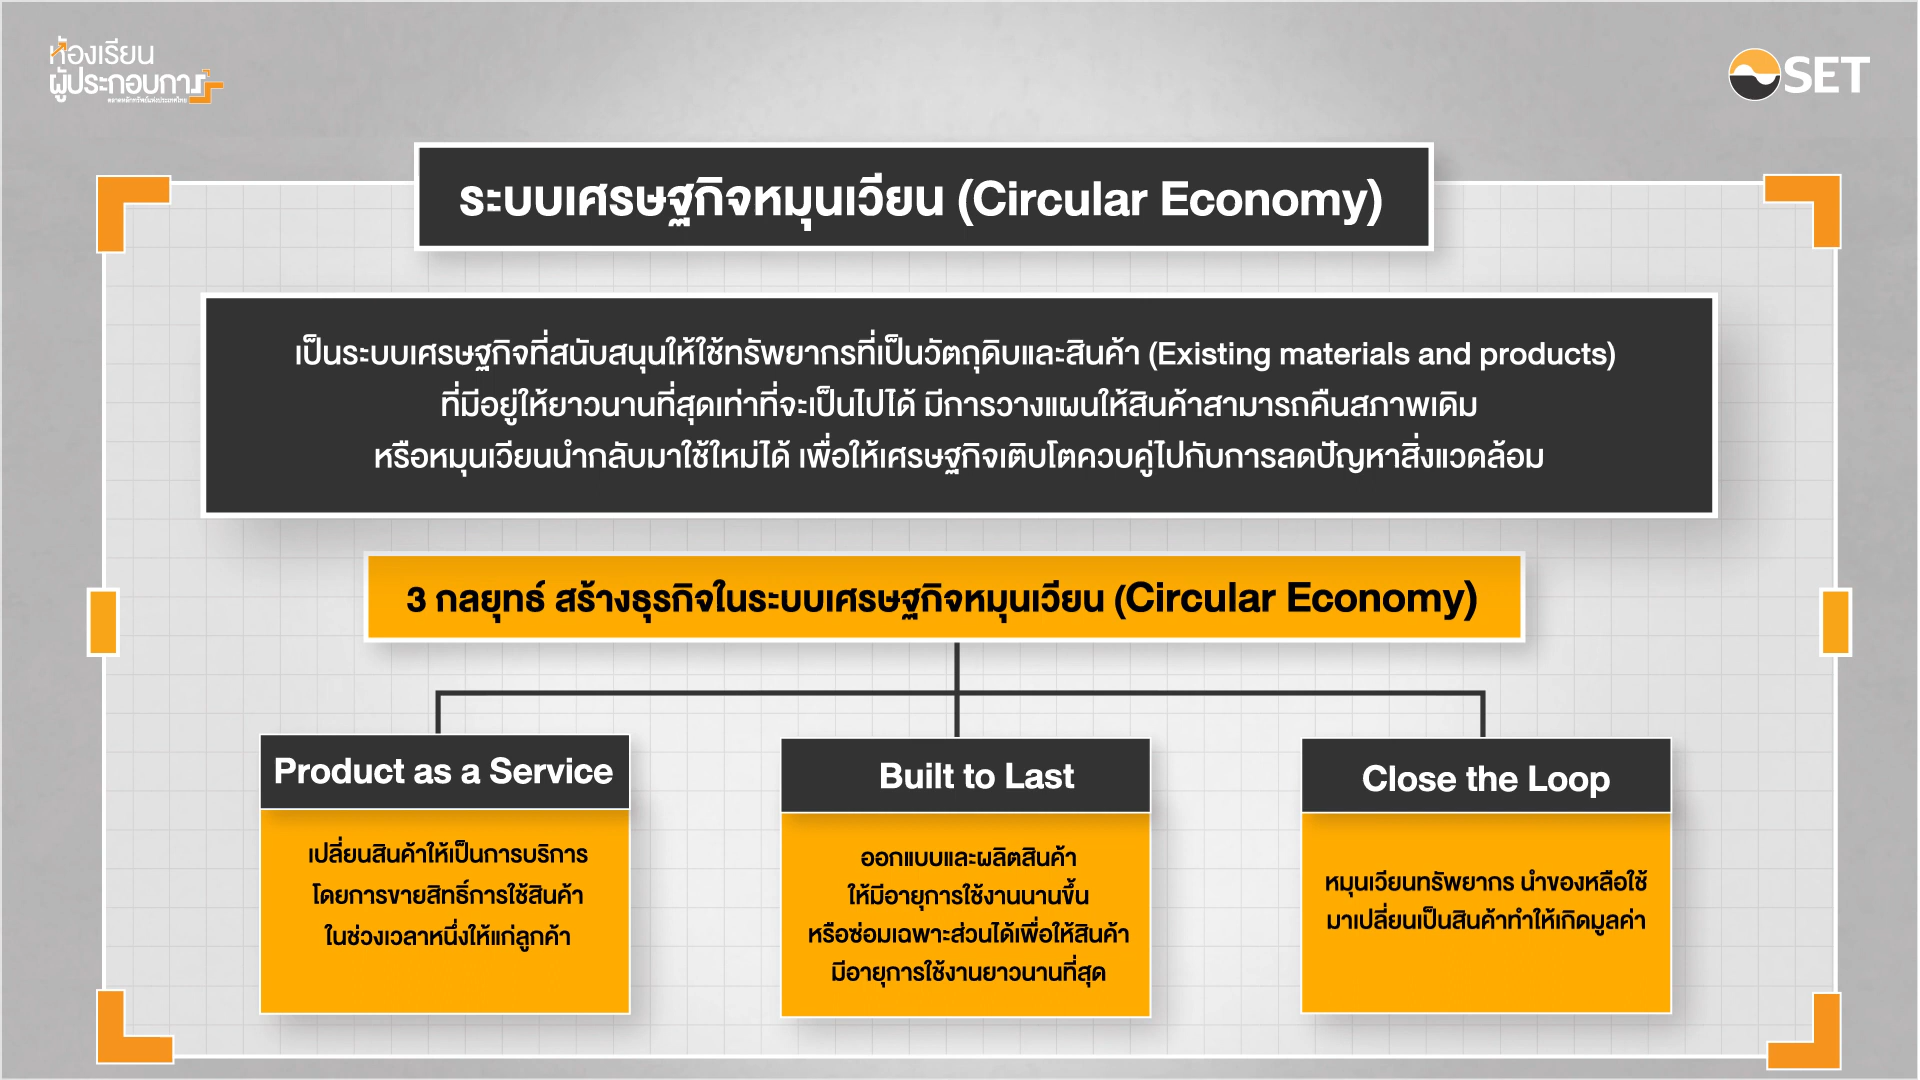 ห้องเรียน
ผู้ประกอบการ
ตลาดหลักทรัพย์แห่งประเทศไทย
SET
ระบบเศรษฐกิจหมุนเวียน (Circular Economy)
เป็นระบบเศรษฐกิจที่สนับสนุนให้ใช้ทรัพยากรที่เป็นวัตถุดิบและสินค้า (Existing materials and products)
ที่มีอยู่ให้ยาวนานที่สุดเท่าที่จะเป็นไปได้ มีการวางแผนให้สินค้าสามารถคืนสภาพเดิม
หรือหมุนเวียนนำกลับมาใช้ใหม่ได้ เพื่อให้เศรษฐกิจเติบโตควบคู่ไปกับการลดปัญหาสิ่งแวดล้อม
3 กลยุทธ์ สร้างธุรกิจในระบบเศรษฐกิจหมุนเวียน (Circular Economy)
Product as a Service
เปลี่ยนสินค้าให้เป็นการบริการ
โดยการขายสิทธิ์การใช้สินค้า
ในช่วงเวลาหนึ่งให้แก่ลูกค้า
Built to Last
ออกแบบและผลิตสินค้า
ให้มีอายุการใช้งานนานขึ้น
หรือซ่อมเฉพาะส่วนได้เพื่อให้สินค้า
มีอายุการใช้งานยาวนานที่สุด
Close the Loop
หมุนเวียนทรัพยากร นำของหลือใช้
มาเปลี่ยนเป็นสินค้าทำให้เกิดมูลค่า